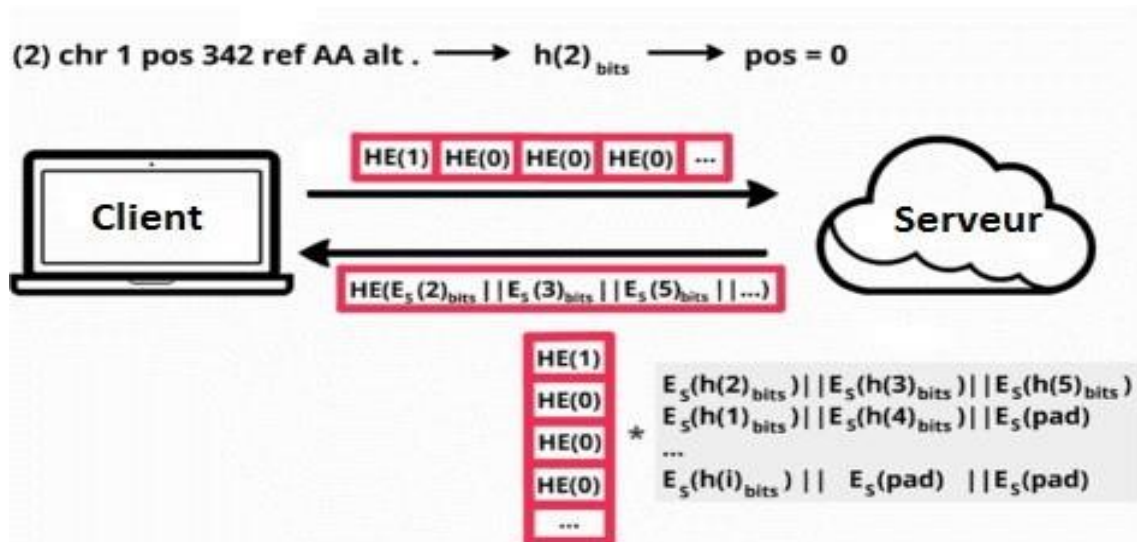 (2) chr 1 pos 342 ref AA alt . ⟶ h(2)bits ⟶ pos = 0
HE(1) HE(0) HE(0) HE(0) ...
Client
Serveur
HE(ES(2)bits ||ES(3)bits ||ES(5)bits ||...)
HE(1)
HE(0)
HE(0)
HE(0)
...
*
ES(h(2)bits)||ES(h(3)bits)||ES(h(5)bits)
ES(h(1)bits)||ES(h(4)bits)||ES(pad)
...
ES(h(i)bits) || ES(pad) ||ES(pad)